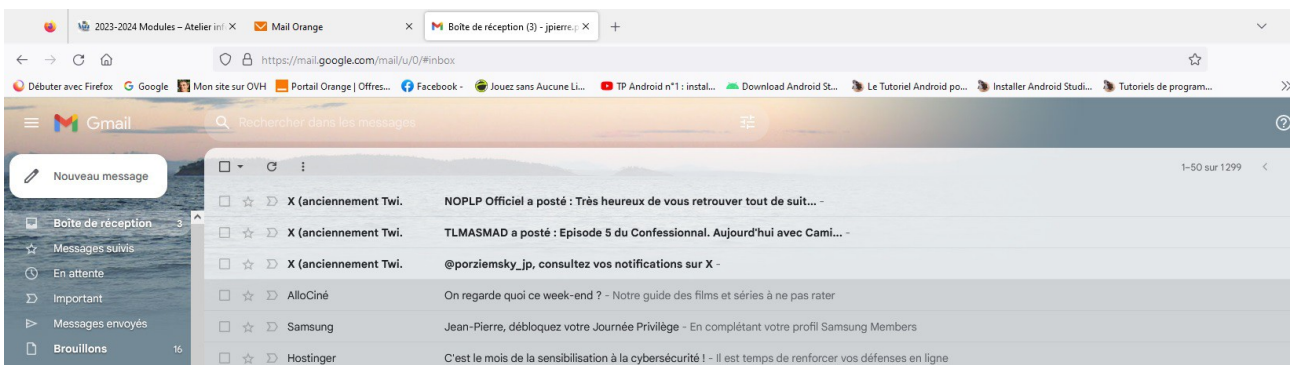 2023-2024 Modules – Atelier inf
Mail Orange
Boîte de réception (3) - jpierre.p
https://mail.google.com/mail/u/0/#inbox
Débuter avec Firefox Google Mon site sur OVH Portail Orange | Offres... Facebook - Jouez sans Aucune Li... TP Android n°1 : instal... Download Android St... Le Tutoriel Android po... Installer Android Studi... Tutoriels de program...
Gmail
Rechercher dans les messages
Nouveau message
1–50 sur 1299
Boîte de réception 3
Messages suivis
En attente
Important
Messages envoyés
Brouillons 16
X (anciennement Twi. NOPLP Officiel a posté : Très heureux de vous retrouver tout de suit... -
X (anciennement Twi. TLMASMAD a posté : Episode 5 du Confessionnal. Aujourd'hui avec Cami... -
X (anciennement Twi. @porziemsky_jp, consultez vos notifications sur X -
AlloCiné On regarde quoi ce week-end ? - Notre guide des films et séries à ne pas rater
Samsung Jean-Pierre, débloquez votre Journée Privilège - En complétant votre profil Samsung Members
Hostinger C'est le mois de la sensibilisation à la cybersécurité ! - Il est temps de renforcer vos défenses en ligne